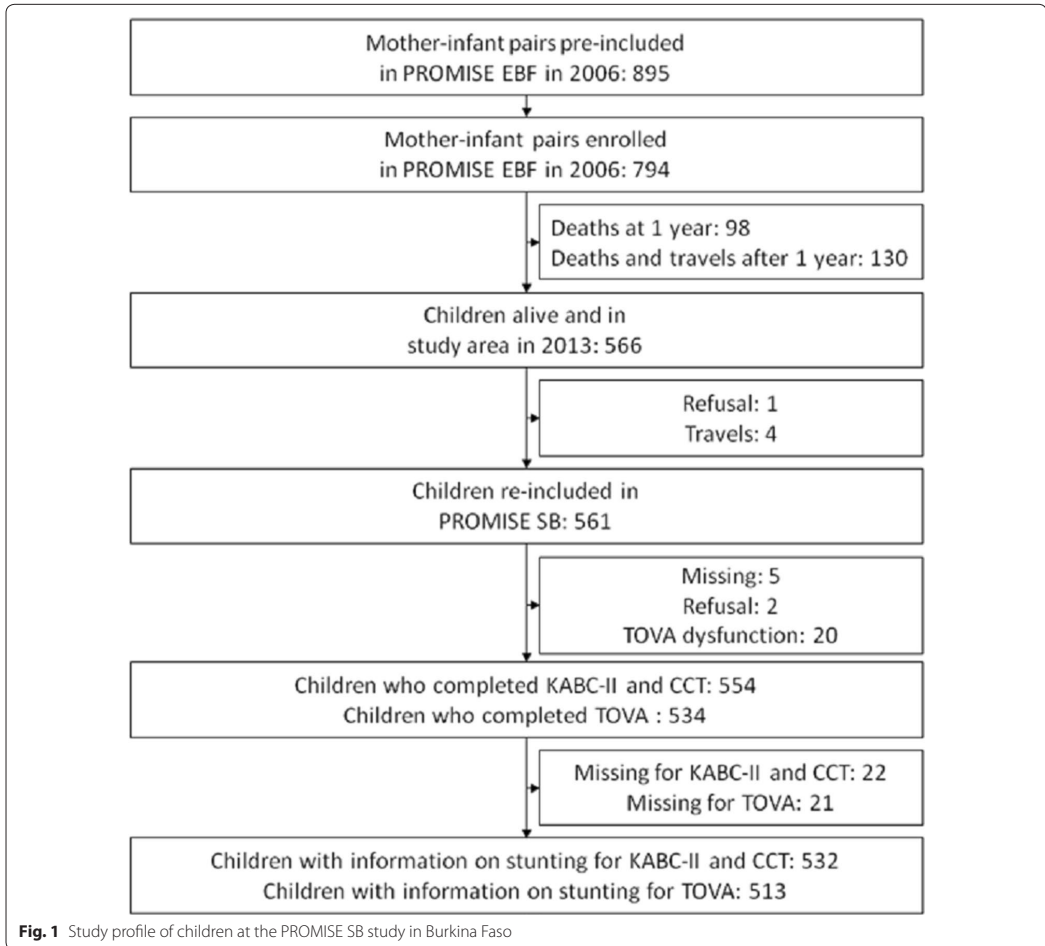 Mother-infant pairs pre-included
in PROMISE EBF in 2006: 895
Mother-infant pairs enrolled
in PROMISE EBF in 2006: 794
Deaths at 1 year: 98
Deaths and travels after 1 year: 130
Children alive and in
study area in 2013: 566
Refusal: 1
Travels: 4
Children re-included in
PROMISE SB: 561
Missing: 5
Refusal: 2
TOVA dysfunction: 20
Children who completed KABC-II and CCT: 554
Children who completed TOVA : 534
Missing for KABC-II and CCT: 22
Missing for TOVA: 21
Children with information on stunting for KABC-II and CCT: 532
Children with information on stunting for TOVA: 513
Fig. 1 Study profile of children at the PROMISE SB study in Burkina Faso